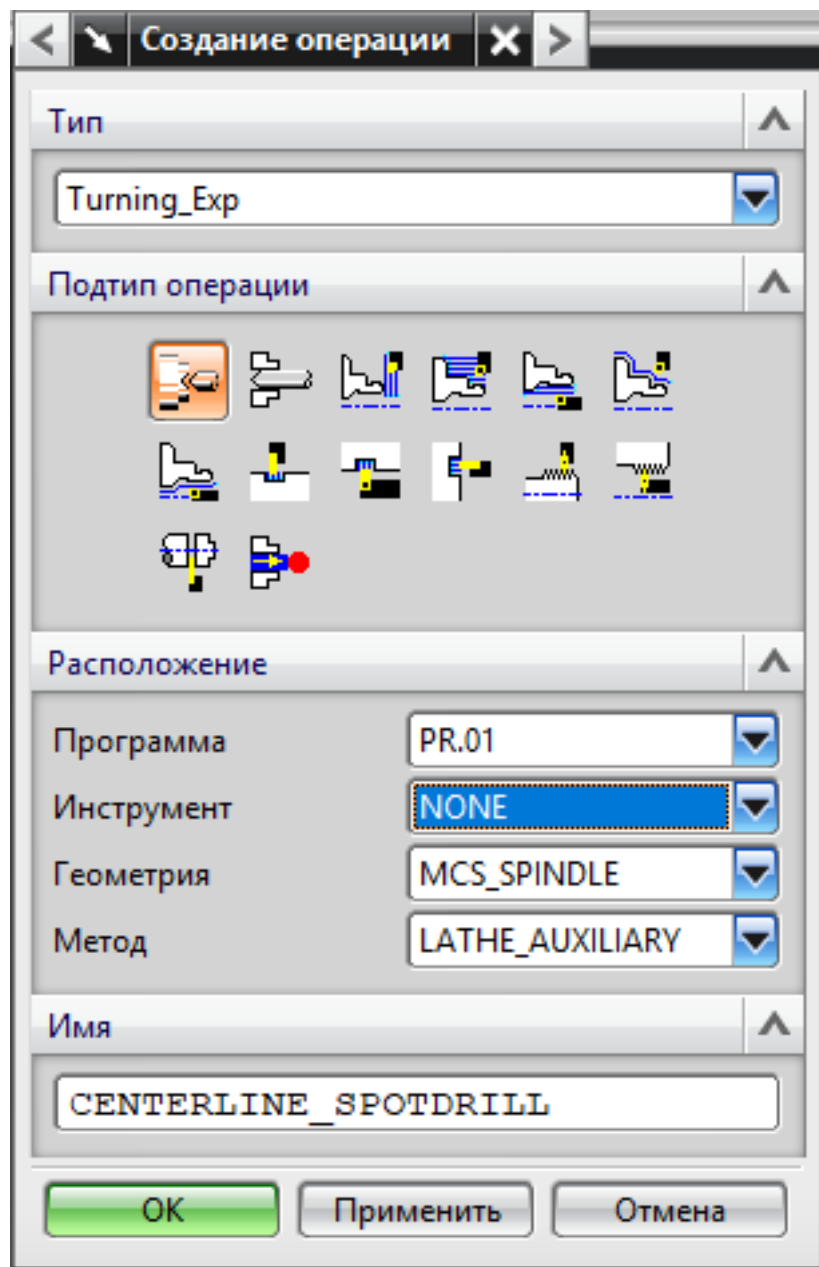 Создание операции
Тип
Turning_Exp
Подтип операции
Расположение
Программа PR.01
Инструмент NONE
Геометрия MCS_SPINDLE
Метод LATHE_AUXILIARY
Имя
CENTERLINE_SPOTDRILL
OK Применить Отмена